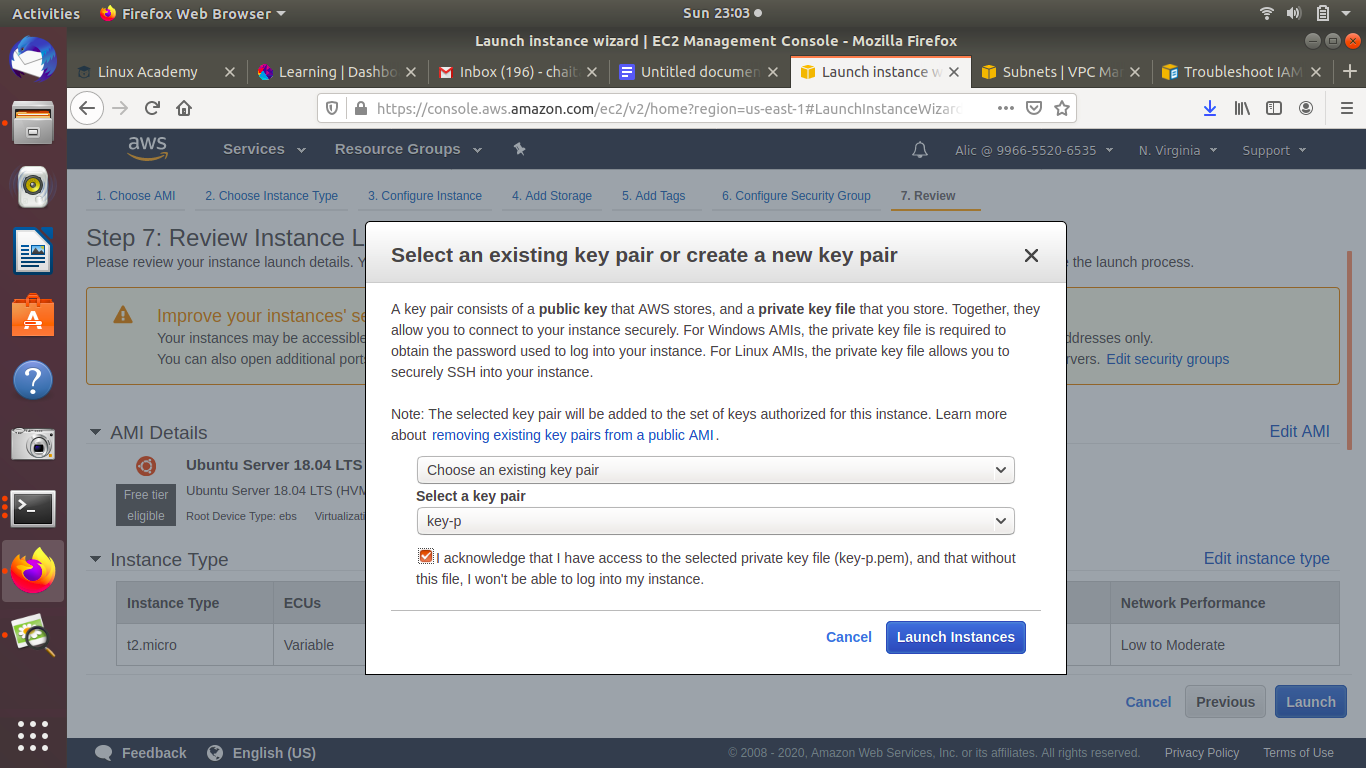 Activities Firefox Web Browser Sun 23:03
Launch instance wizard | EC2 Management Console - Mozilla Firefox
Linux Academy Learning | Dashbo Inbox (196) - chait Untitled documen Launch instance w Subnets | VPC Ma Troubleshoot IAM
https://console.aws.amazon.com/ec2/v2/home?region=us-east-1#LaunchInstanceWizard
aws Services Resource Groups Alic @ 9966-5520-6535 N. Virginia Support
1. Choose AMI 2. Choose Instance Type 3. Configure Instance 4. Add Storage 5. Add Tags 6. Configure Security Group 7. Review
Step 7: Review Instance L
Please review your instance launch details. Y the launch process.
Improve your instances' se
Your instances may be accessible ddresses only.
You can also open additional port rvers. Edit security groups
AMI Details Edit AMI
Ubuntu Server 18.04 LTS
Free tier eligible
Ubuntu Server 18.04 LTS (HVM
Root Device Type: ebs Virtualizati
Instance Type Edit instance type
Instance Type ECUs Network Performance
t2.micro Variable Low to Moderate
Select an existing key pair or create a new key pair
A key pair consists of a public key that AWS stores, and a private key file that you store. Together, they
allow you to connect to your instance securely. For Windows AMIs, the private key file is required to
obtain the password used to log into your instance. For Linux AMIs, the private key file allows you to
securely SSH into your instance.
Note: The selected key pair will be added to the set of keys authorized for this instance. Learn more
about removing existing key pairs from a public AMI.
Choose an existing key pair
Select a key pair
key-p
I acknowledge that I have access to the selected private key file (key-p.pem), and that without
this file, I won't be able to log into my instance.
Cancel Launch Instances
Cancel Previous Launch
Feedback English (US) © 2008 - 2020, Amazon Web Services, Inc. or its affiliates. All rights reserved. Privacy Policy Terms of Use